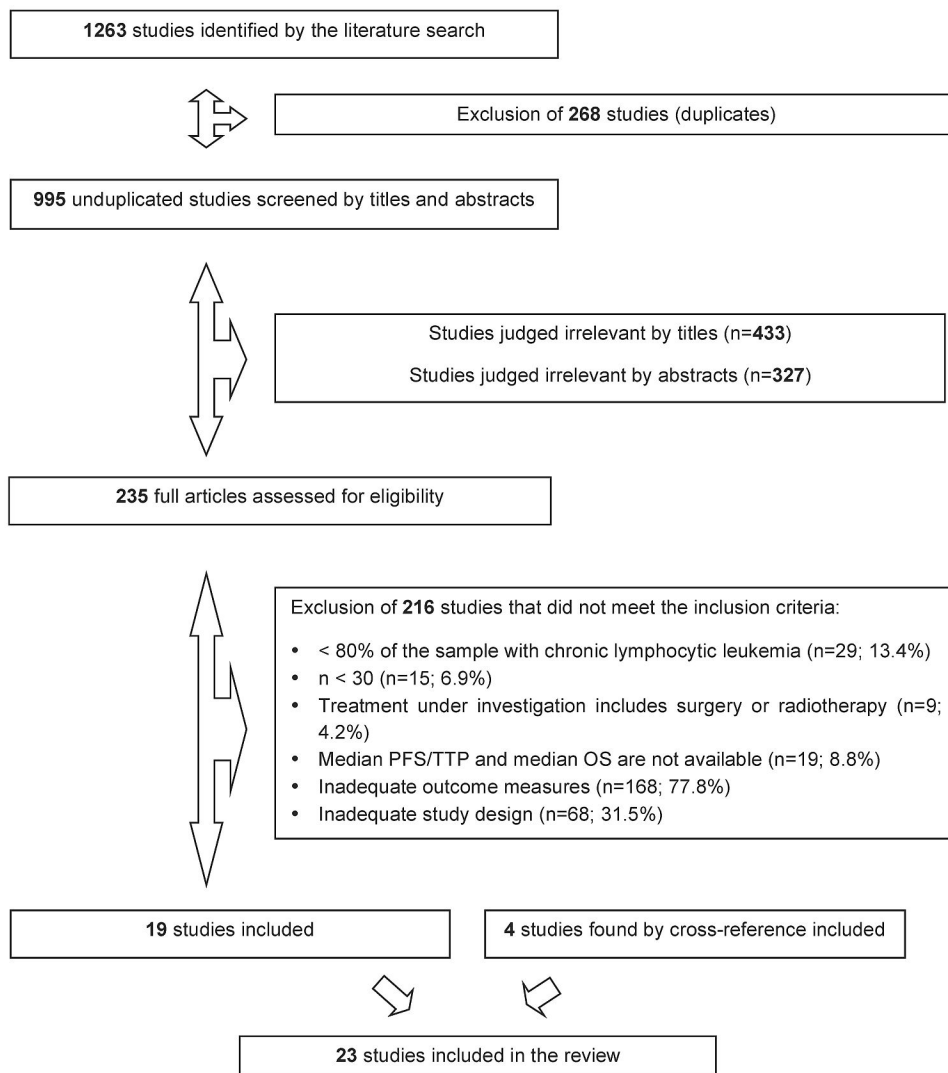 1263 studies identified by the literature search
Exclusion of 268 studies (duplicates)
995 unduplicated studies screened by titles and abstracts
Studies judged irrelevant by titles (n=433)
Studies judged irrelevant by abstracts (n=327)
235 full articles assessed for eligibility
Exclusion of 216 studies that did not meet the inclusion criteria:
• < 80% of the sample with chronic lymphocytic leukemia (n=29; 13.4%)
• n < 30 (n=15; 6.9%)
• Treatment under investigation includes surgery or radiotherapy (n=9;
4.2%)
• Median PFS/TTP and median OS are not available (n=19; 8.8%)
• Inadequate outcome measures (n=168; 77.8%)
• Inadequate study design (n=68; 31.5%)
19 studies included
4 studies found by cross-reference included
23 studies included in the review